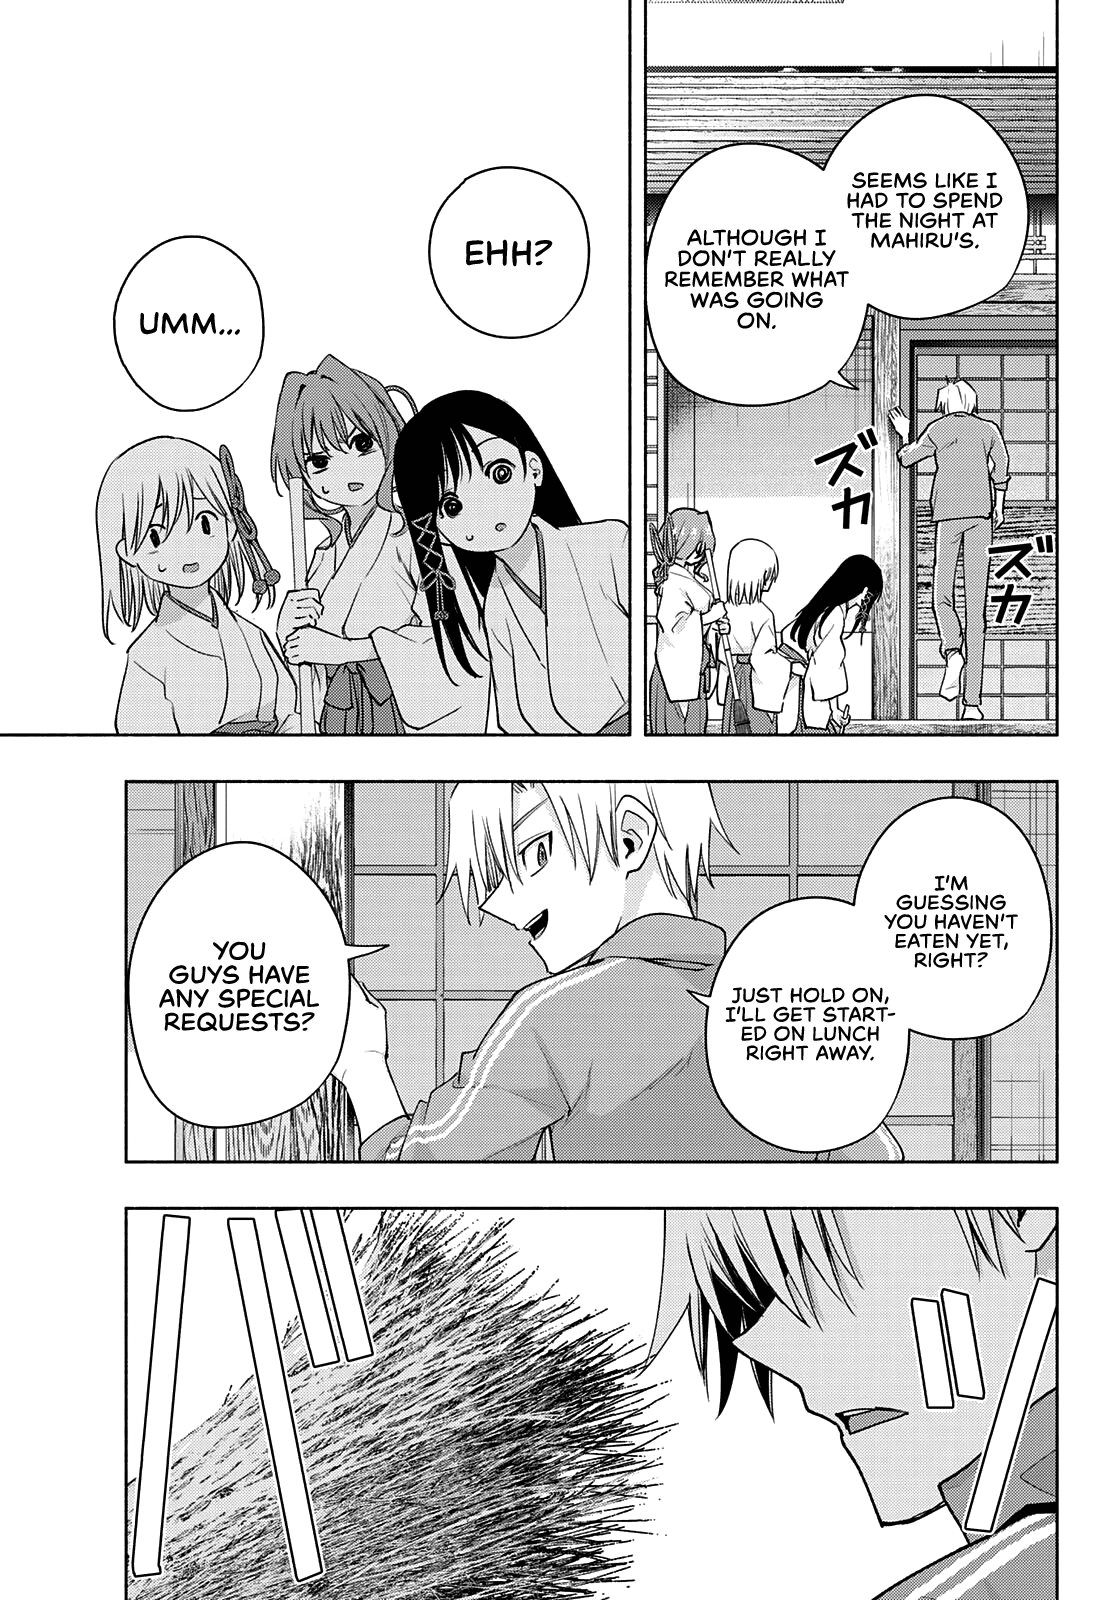 SEEMS LIKE I
HAD TO SPEND
THE NIGHT AT
MAHIRU'S.
ALTHOUGH I
DON'T REALLY
REMEMBER WHAT
WAS GOING
ON.
ズカ
ズカ
EHH?
UMM...
I'M
GUESSING
YOU HAVEN'T
EATEN YET,
RIGHT?
JUST HOLD ON,
I'LL GET START-
ED ON LUNCH
RIGHT AWAY.
YOU
GUYS HAVE
ANY SPECIAL
REQUESTS?